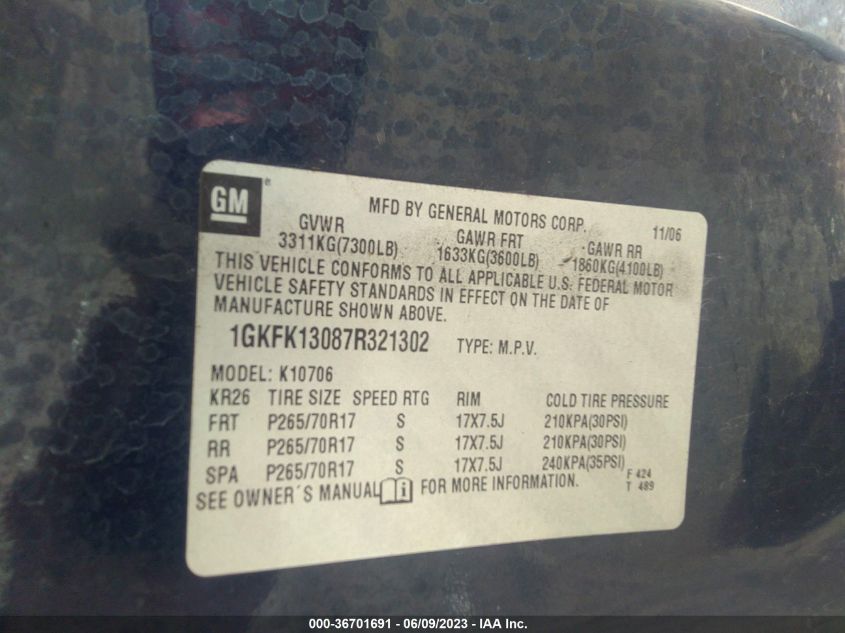 GM
MFD BY GENERAL MOTORS CORP. 11/06
GVWR GAWR FRT GAWR RR
3311KG(7300LB) 1633KG(3600LB) 1860KG(4100LB)
THIS VEHICLE CONFORMS TO ALL APPLICABLE U.S. FEDERAL MOTOR
VEHICLE SAFETY STANDARDS IN EFFECT ON THE DATE OF
MANUFACTURE SHOWN ABOVE.
1GKFK13087R321302 TYPE: M.P.V.
MODEL: K10706
KR26 TIRE SIZE SPEED RTG RIM COLD TIRE PRESSURE
FRT P265/70R17 S 17X7.5J 210KPA(30PSI)
RR P265/70R17 S 17X7.5J 210KPA(30PSI)
SPA P265/70R17 S 17X7.5J 240KPA(35PSI)
F 424
T 489
SEE OWNER´S MANUAL i FOR MORE INFORMATION.
000-36701691 - 06/09/2023 - IAA Inc.